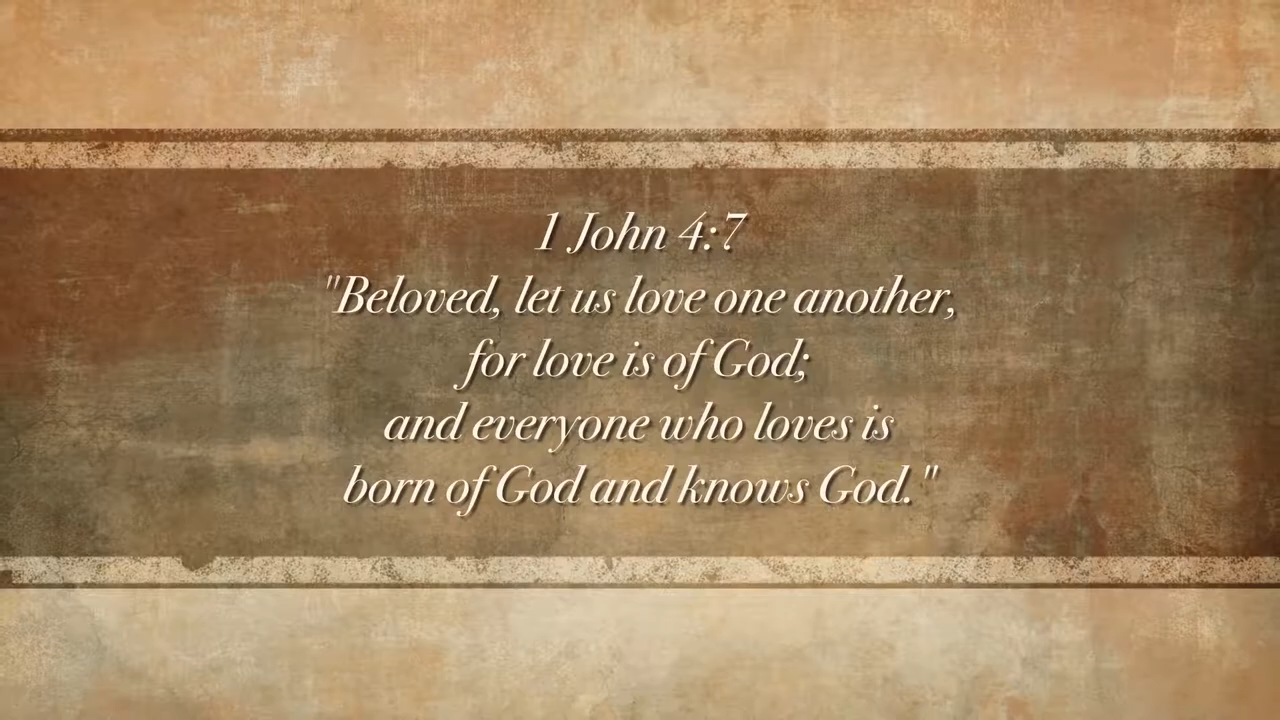 1 John 4:7
"Beloved, let us love one another,
for love is of God;
and everyone who loves is
born of God and knows God."